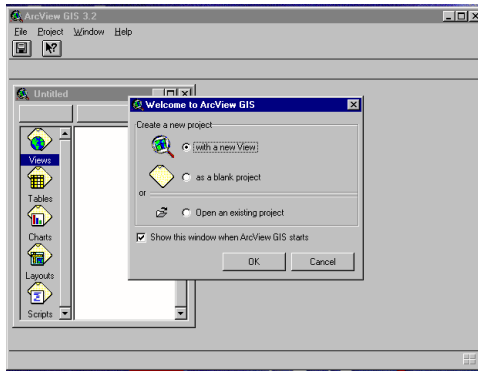 ArcView GIS 3.2
File Project Window Help
Untitled
Views
Tables
Charts
Layouts
Scripts
Welcome to ArcView GIS
Create a new project
with a new View
as a blank project
or
Open an existing project
Show this window when ArcView GIS starts
OK Cancel